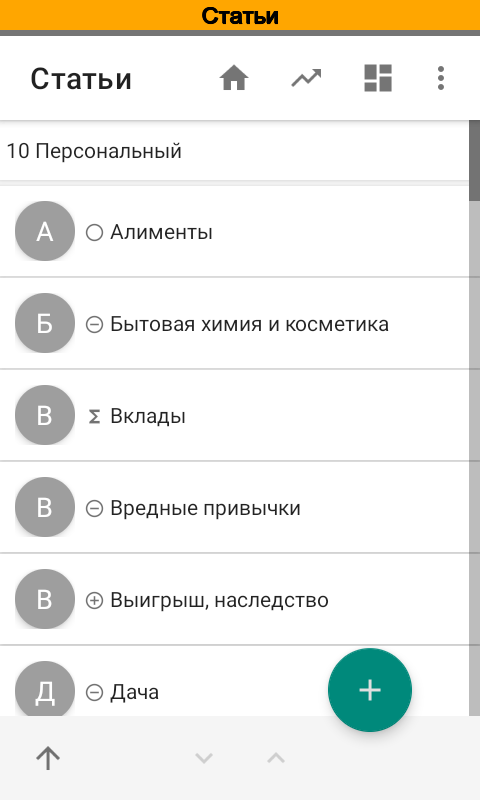 Статьи
Статьи
10 Персональный
А Алименты
Б Бытовая химия и косметика
В Σ Вклады
В Вредные привычки
В Выигрыш, наследство
Д Дача